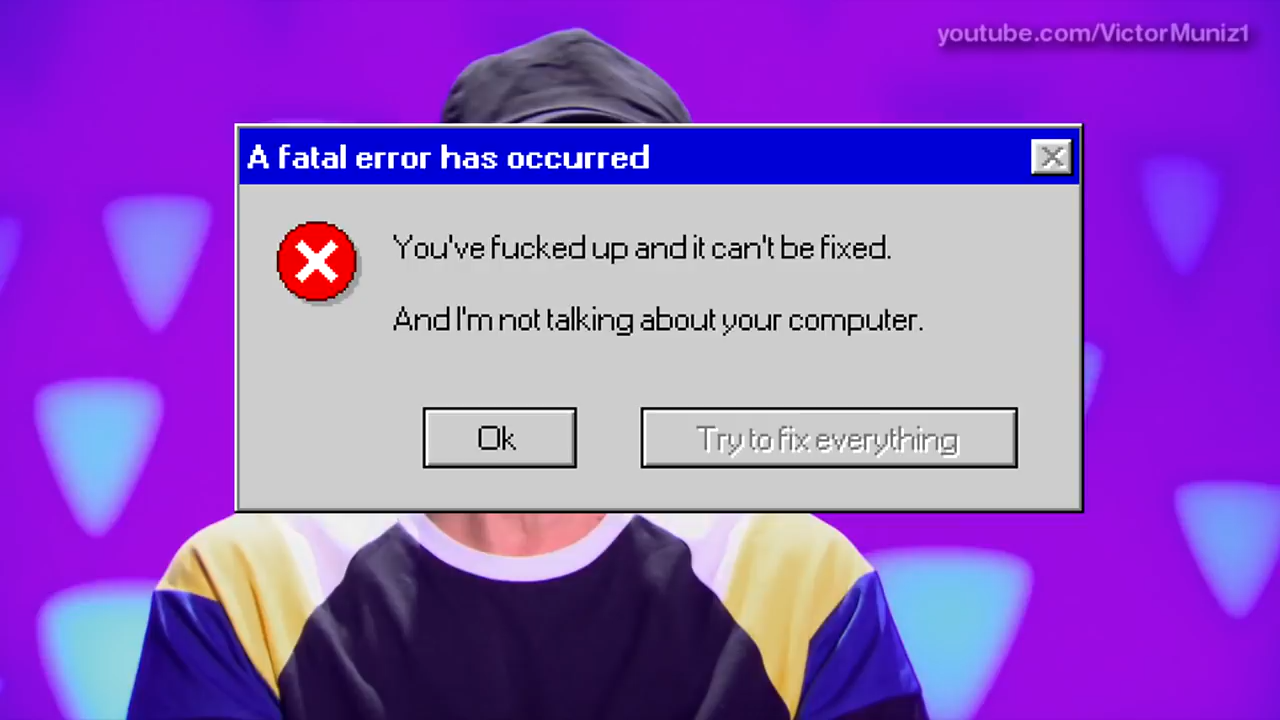 youtube.com/VictorMuniz1
A fatal error has occurred
You've fucked up and it can't be fixed.
And I'm not talking about your computer.
Ok
Try to fix everything